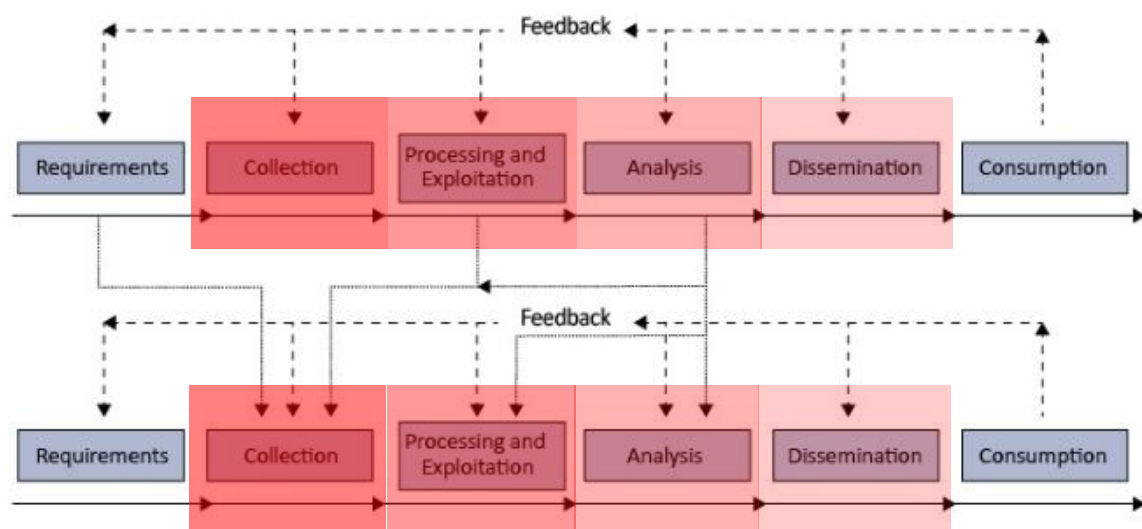 Feedback
Requirements
Collection
Processing and
Exploitation
Analysis
Dissemination
Consumption
Feedback
Requirements
Collection
Processing and
Exploitation
Analysis
Dissemination
Consumption